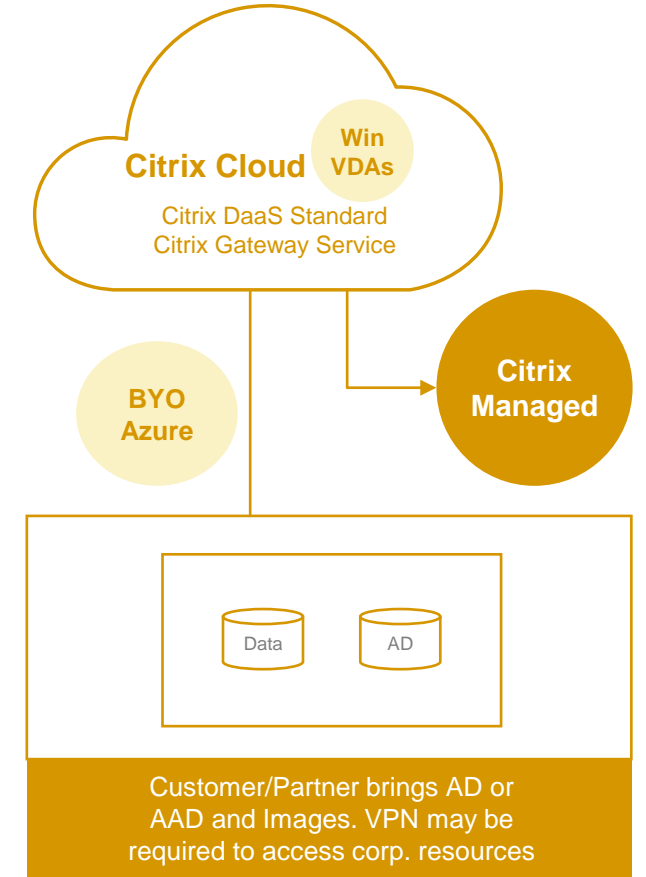 Win
VDAs
Citrix Cloud
Citrix DaaS Standard
Citrix Gateway Service
BYO
Azure
Citrix
Managed
Data
AD
Customer/Partner brings AD or
AAD and Images. VPN may be
required to access corp. resources